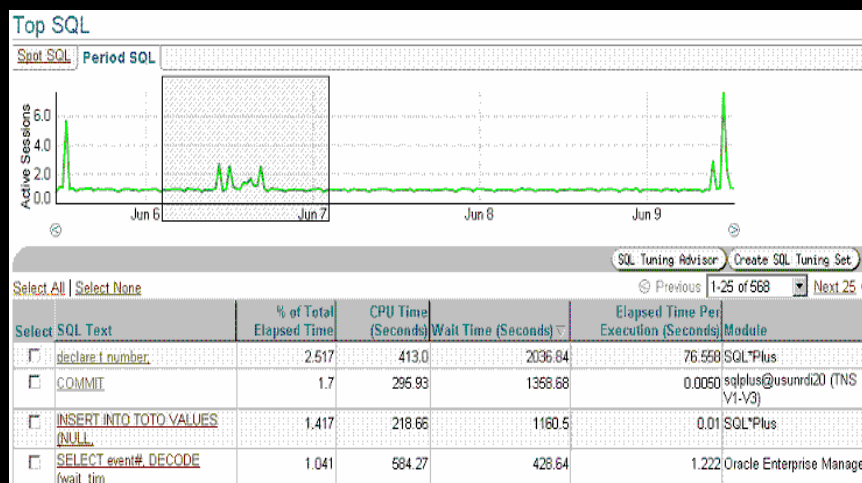 Top SQL
Spot SQL Period SQL
Active Sessions
6.0
4.0
2.0
0.0
Jun 6 Jun 7 Jun 8 Jun 9
SQL Tuning Advisor Create SQL Tuning Set
Select All | Select None Previous 1-25 of 568 Next 25
Select SQL Text % of Total Elapsed Time CPU Time (Seconds) Wait Time (Seconds) Elapsed Time Per Execution (Seconds) Module
declare t number; 2.517 413.0 2036.84 76.558 SQL*Plus
COMMIT 1.7 295.93 1358.68 0.0050 sqlplus@usunrdi20 (TNS
V1-V3)
INSERT INTO TOTO VALUES 1.417 218.66 1160.5 0.01 SQL*Plus
(NULL,
SELECT event#, DECODE 1.041 584.27 428.64 1.222 Oracle Enterprise Manage
(wait_tim